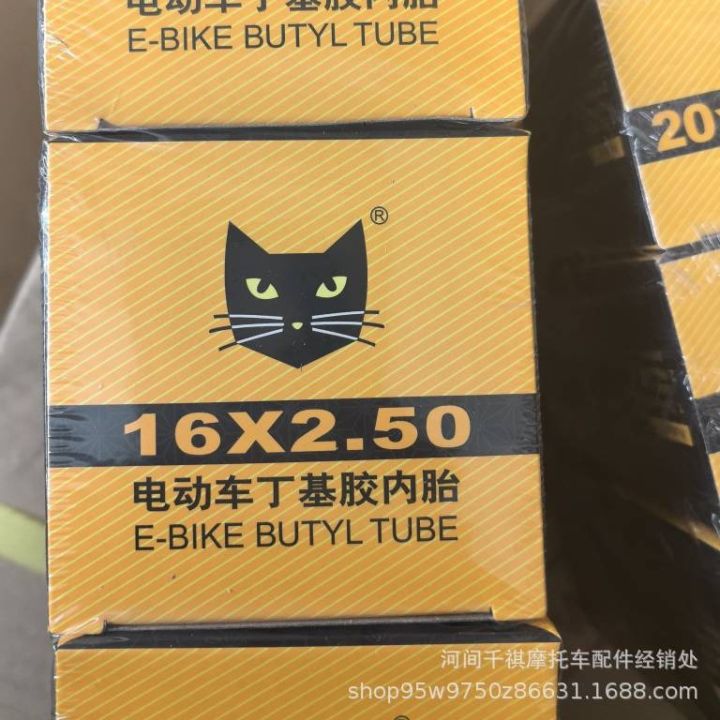 电动车丁基胶内胎
E-BIKE BUTYL TUBE
®
16X2.50
电动车丁基胶内胎
E-BIKE BUTYL TUBE
20
河间千祺摩托车配件经销处
shop95w9750z86631.1688.com